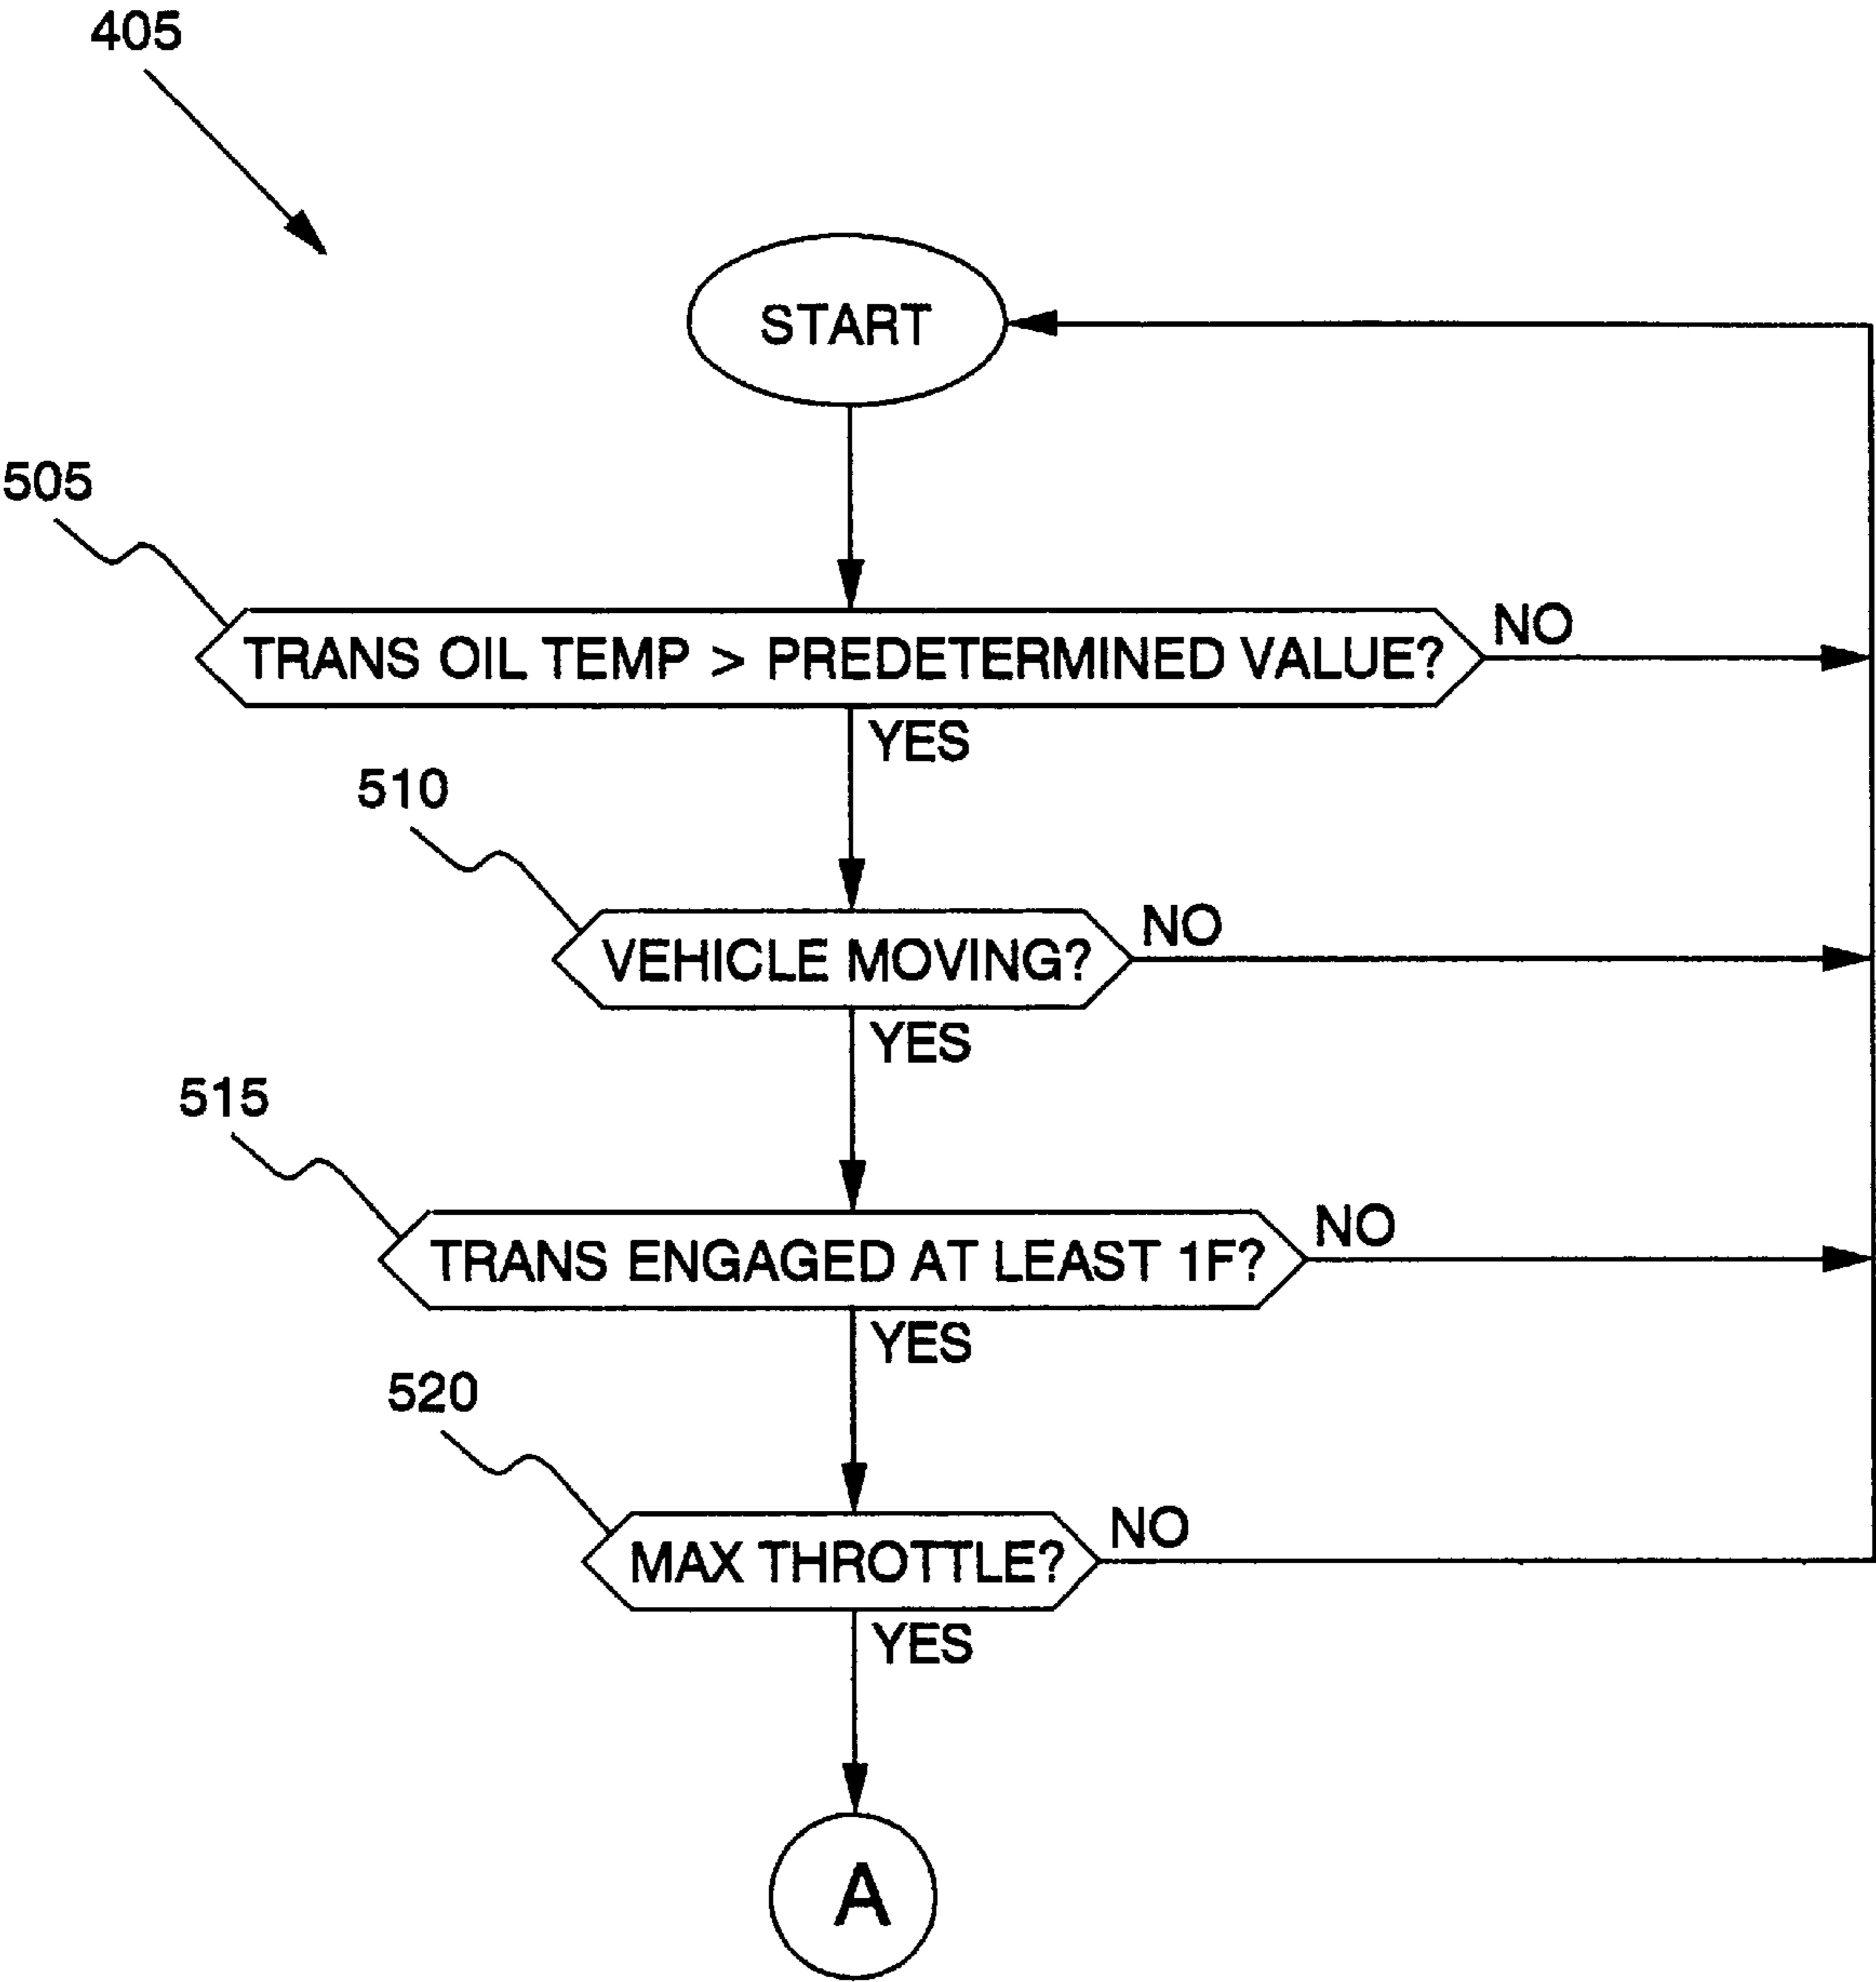 405
START
505
TRANS OIL TEMP > PREDETERMINED VALUE?
NO
YES
510
VEHICLE MOVING?
NO
YES
515
TRANS ENGAGED AT LEAST 1F?
NO
YES
520
MAX THROTTLE?
NO
YES
A